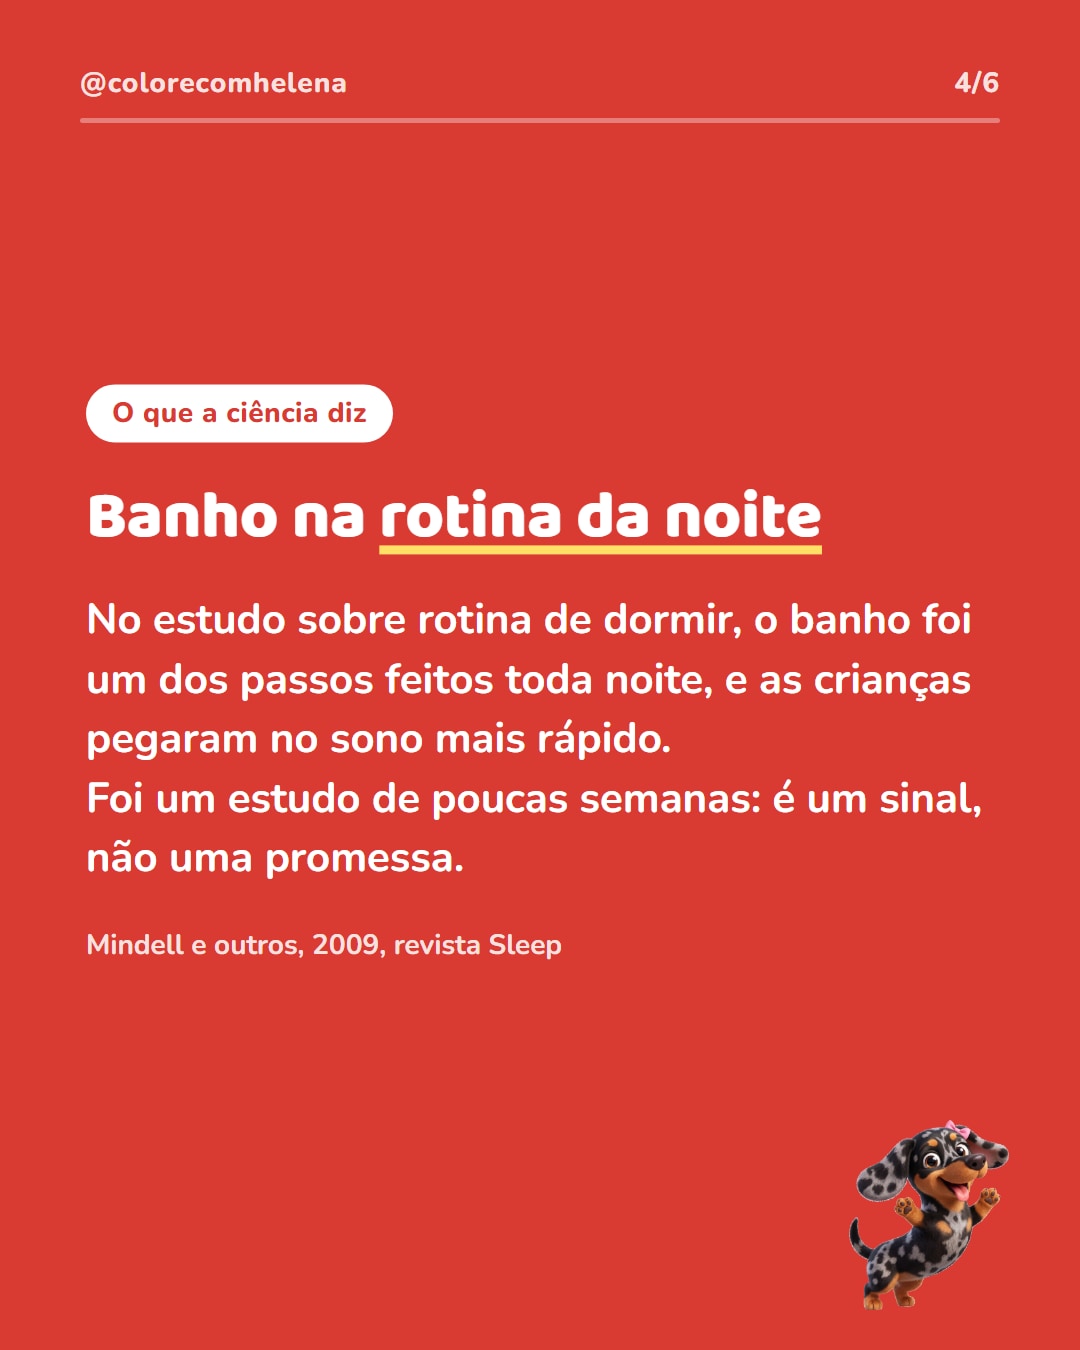 @colorecomhelena
4/6
O que a ciência diz
Banho na rotina da noite
No estudo sobre rotina de dormir, o banho foi
um dos passos feitos toda noite, e as crianças
pegaram no sono mais rápido.
Foi um estudo de poucas semanas: é um sinal,
não uma promessa.
Mindell e outros, 2009, revista Sleep